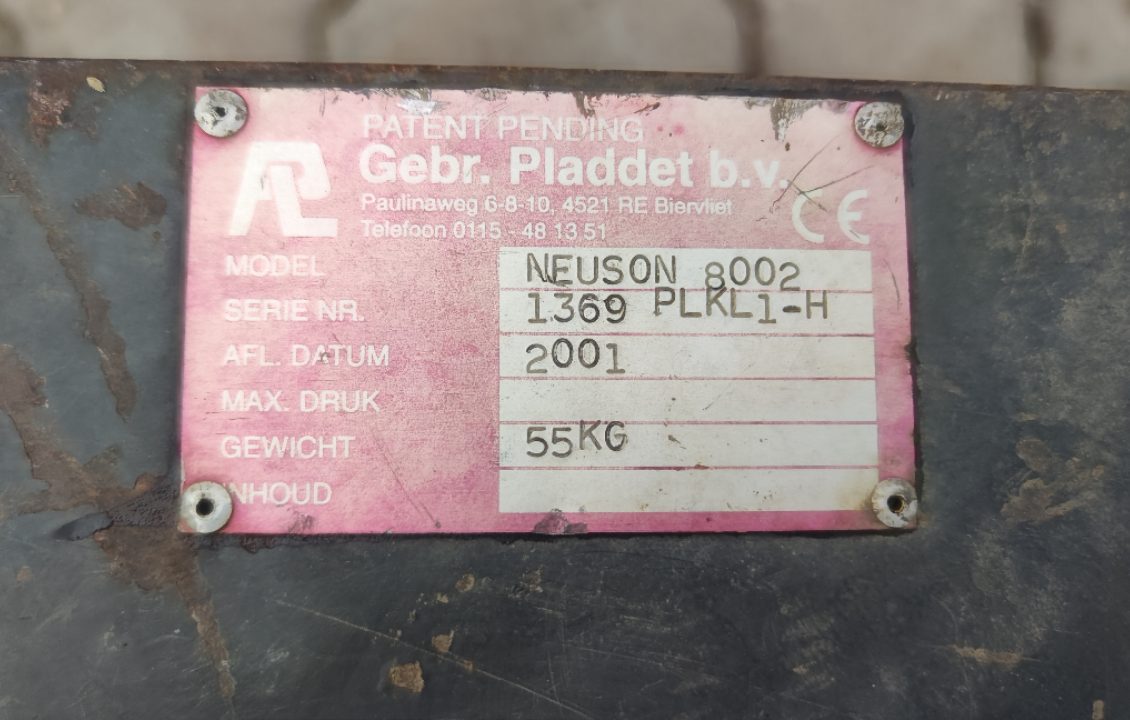 PATENT PENDING
PL
Gebr. Pladdet b.v.
Paulinaweg 6-8-10, 4521 RE Biervliet
Telefoon 0115 - 48 13 51
CE
MODEL NEUSON 8002
SERIE NR. 1369 PLKL1-H
AFL. DATUM 2001
MAX. DRUK
GEWICHT 55KG
INHOUD